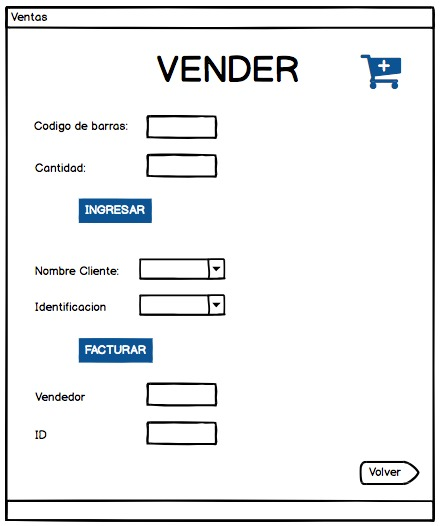 Ventas
VENDER
Codigo de barras:
Cantidad:
INGRESAR
Nombre Cliente:
Identificacion
FACTURAR
Vendedor
ID
Volver